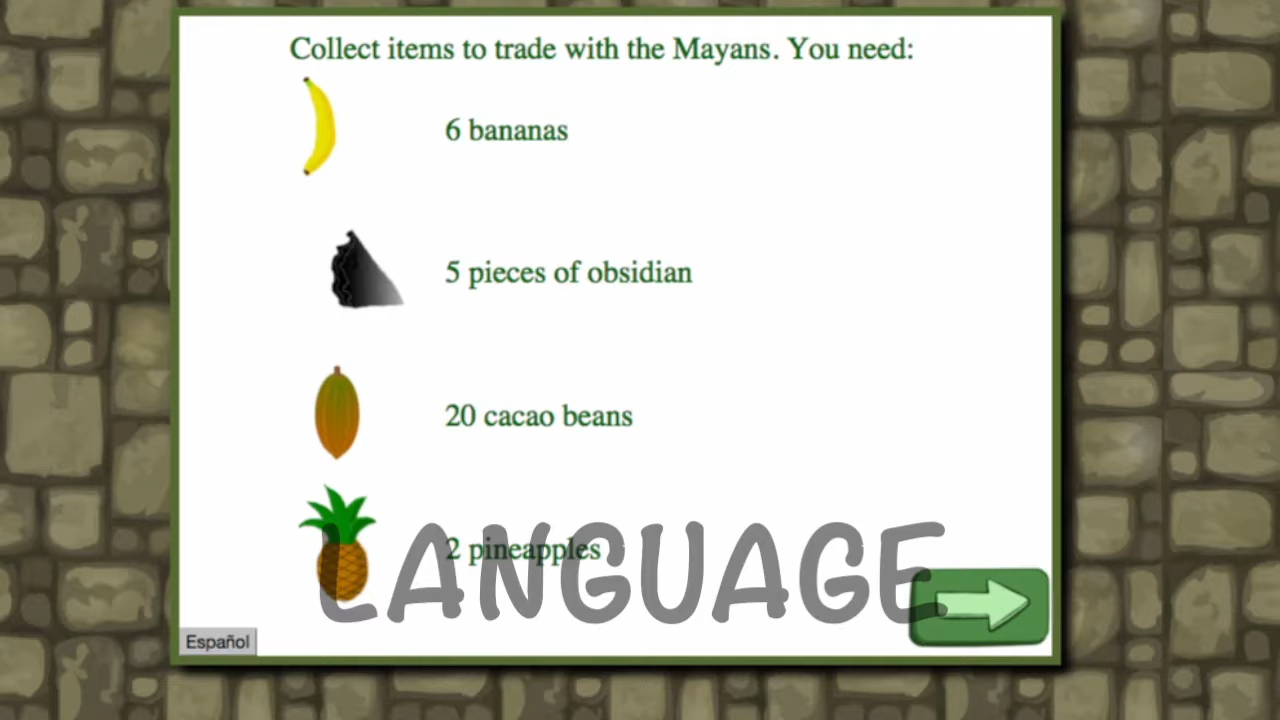 Collect items to trade with the Mayans. You need:
6 bananas
5 pieces of obsidian
20 cacao beans
2 pineapples
LANGUAGE
Español